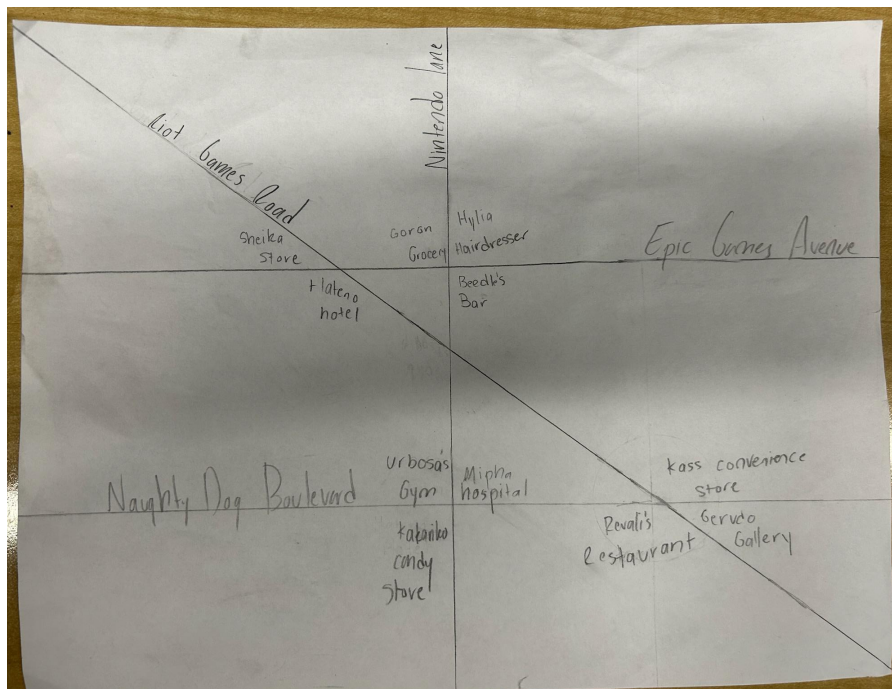 Nintendo lane
Riot Games Road
Sheika
Store
Goron
Grocery
Hylia
Hairdresser
Epic Games Avenue
Hateno
hotel
Beedle's
Bar
Urbosa's
Gym
Mipha
hospital
Kass convenience
store
Naughty Dog Boulevard
Kakariko
candy
Store
Revali's
Restaurant
Gerudo
Gallery